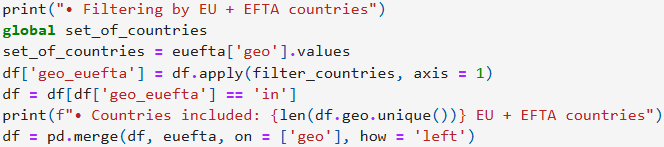 print("• Filtering by EU + EFTA countries")
global set_of_countries
set_of_countries = euefta['geo'].values
df['geo_euefta'] = df.apply(filter_countries, axis = 1)
df = df[df['geo_euefta'] == 'in']
print(f"• Countries included: {len(df.geo.unique())} EU + EFTA countries")
df = pd.merge(df, euefta, on = ['geo'], how = 'left')